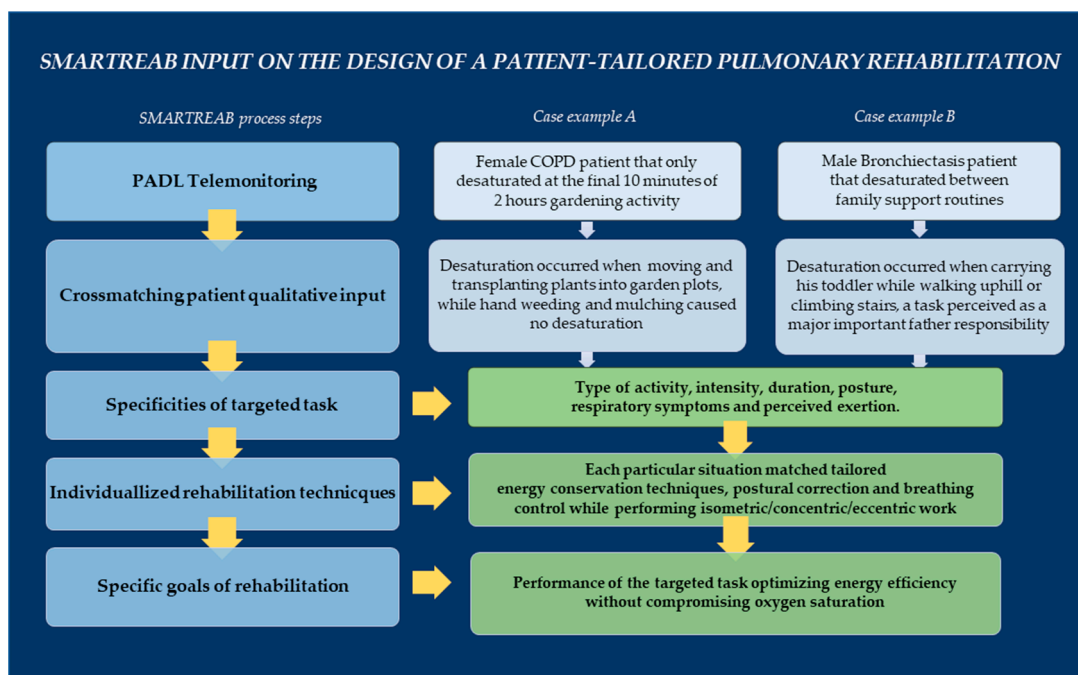 SMARTREAB INPUT ON THE DESIGN OF A PATIENT-TAILORED PULMONARY REHABILITATION
SMARTREAB process steps
Case example A
Case example B
PADL Telemonitoring
Female COPD patient that only
desaturated at the final 10 minutes of
2 hours gardening activity
Male Bronchiectasis patient
that desaturated between
family support routines
Crossmatching patient qualitative input
Desaturation occurred when moving and
transplanting plants into garden plots,
while hand weeding and mulching caused
no desaturation
Desaturation occurred when carrying
his toddler while walking uphill or
climbing stairs, a task perceived as a
major important father responsibility
Specificities of targeted task
Type of activity, intensity, duration, posture,
respiratory symptoms and perceived exertion.
Individuallized rehabilitation technicques
Each particular situation matched tailored
energy conservation techniques, postural correction and breathing
control while performing isometric/concentric/eccentric work
Specific goals of rehabilitation
Performance of the targeted task optimizing energy efficiency
without compromising oxygen saturation